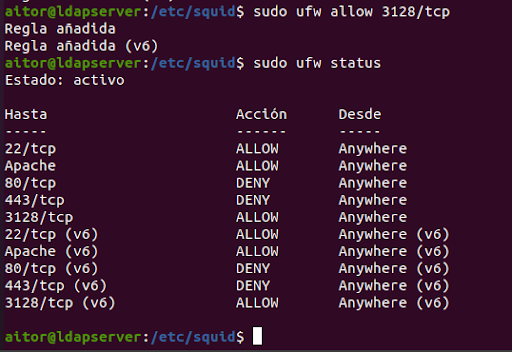 aitor@ldapserver:/etc/squid$ sudo ufw allow 3128/tcp
Regla añadida
Regla añadida (v6)
aitor@ldapserver:/etc/squid$ sudo ufw status
Estado: activo
Hasta Acción Desde
----- ------ -----
22/tcp ALLOW Anywhere
Apache ALLOW Anywhere
80/tcp DENY Anywhere
443/tcp DENY Anywhere
3128/tcp ALLOW Anywhere
22/tcp (v6) ALLOW Anywhere (v6)
Apache (v6) ALLOW Anywhere (v6)
80/tcp (v6) DENY Anywhere (v6)
443/tcp (v6) DENY Anywhere (v6)
3128/tcp (v6) ALLOW Anywhere (v6)
aitor@ldapserver:/etc/squid$